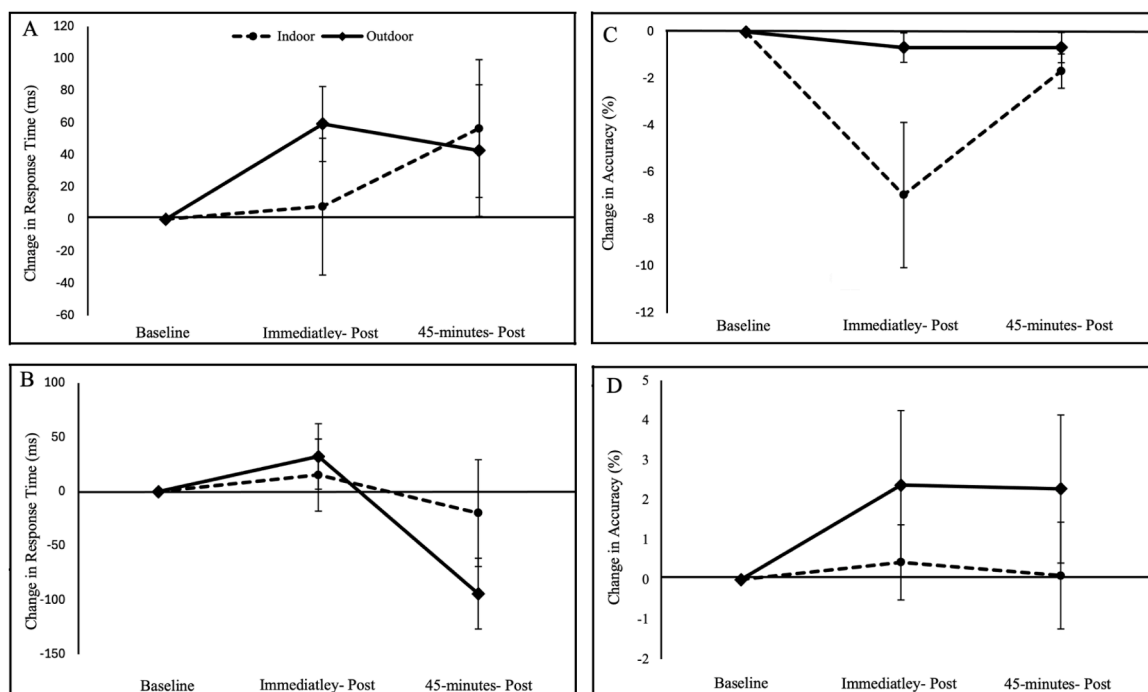 A
Chnage in Response Time (ms)
120
100
80
60
40
20
0
-20
-40
-60
Indoor
Outdoor
Baseline
Immediatley- Post
45-minutes- Post
C
Change in Accuracy (%)
0
-2
-4
-6
-8
-10
-12
Baseline
Immediatley- Post
45-minutes- Post
B
Change in Response Time (ms)
100
50
0
-50
-100
-150
Baseline
Immediatley- Post
45-minutes- Post
D
Change in Accuracy (%)
5
4
3
2
1
0
-1
-2
Baseline
Immediatley- Post
45-minutes- Post